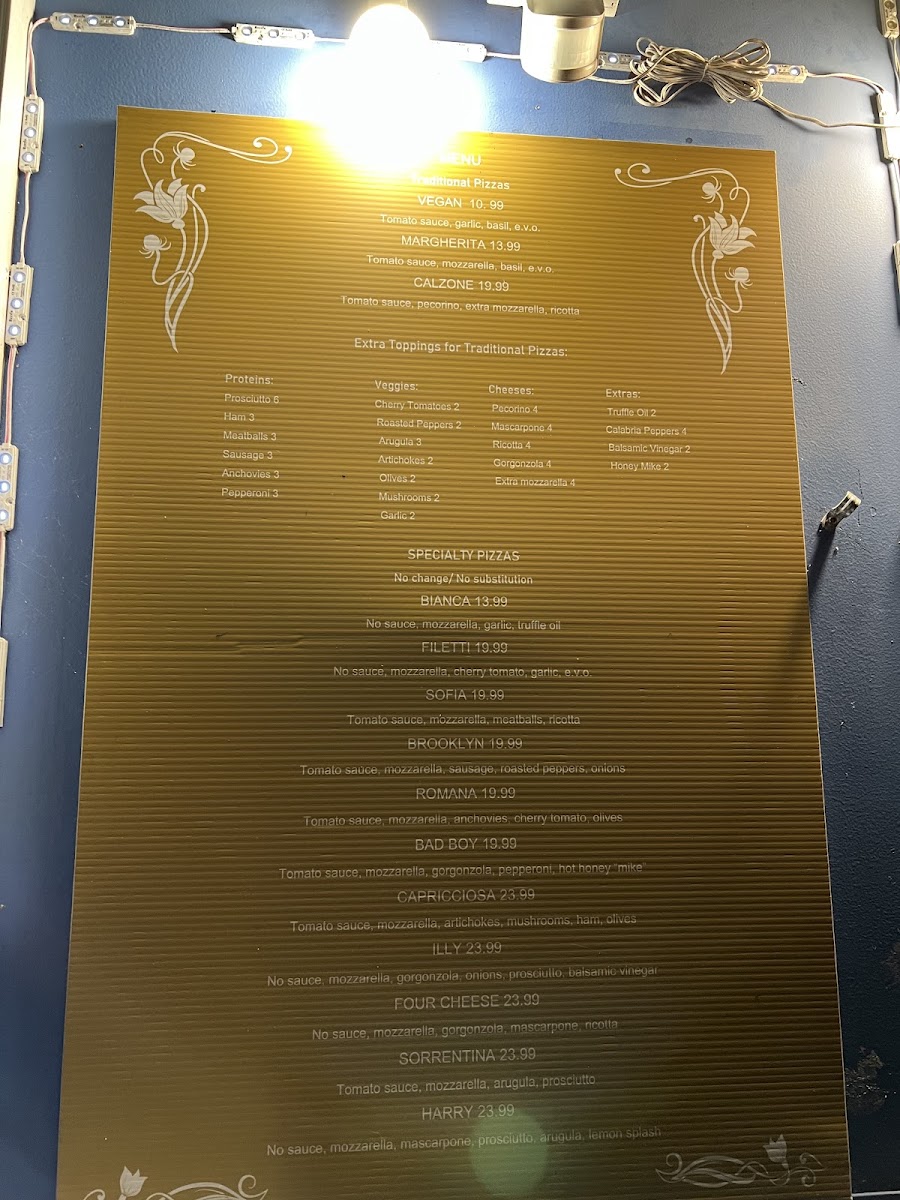 MENU
Traditional Pizzas
VEGAN 10. 99
Tomato sauce, garlic, basil, e.v.o.
MARGHERITA 13.99
Tomato sauce, mozzarella, basil, e.v.o.
CALZONE 19.99
Tomato sauce, pecorino, extra mozzarella, ricotta
Extra Toppings for Traditional Pizzas:
Proteins:
Prosciutto 6
Ham 3
Meatballs 3
Sausage 3
Anchovies 3
Pepperoni 3
Veggies:
Cherry Tomatoes 2
Roasted Peppers 2
Arugula 3
Artichokes 2
Olives 2
Mushrooms 2
Garlic 2
Cheeses:
Pecorino 4
Mascarpone 4
Ricotta 4
Gorgonzola 4
Extra mozzarella 4
Extras:
Truffle Oil 2
Calabria Peppers 4
Balsamic Vinegar 2
Honey Mike 2
SPECIALTY PIZZAS
No change/ No substitution
BIANCA 13.99
No sauce, mozzarella, garlic, truffle oil
FILETTI 19.99
No sauce, mozzarella, cherry tomato, garlic, e.v.o.
SOFIA 19.99
Tomato sauce, mozzarella, meatballs, ricotta
BROOKLYN 19.99
Tomato sauce, mozzarella, sausage, roasted peppers, onions
ROMANA 19.99
Tomato sauce, mozzarella, anchovies, cherry tomato, olives
BAD BOY 19.99
Tomato sauce, mozzarella, gorgonzola, pepperoni, hot honey "mike"
CAPRICCIOSA 23.99
Tomato sauce, mozzarella, artichokes, mushrooms, ham, olives
ILLY 23.99
No sauce, mozzarella, gorgonzola, onions, prosciutto, balsamic vinegar
FOUR CHEESE 23.99
No sauce, mozzarella, gorgonzola, mascarpone, ricotta
SORRENTINA 23.99
Tomato sauce, mozzarella, arugula, prosciutto
HARRY 23.99
No sauce, mozzarella, mascarpone, prosciutto, arugula, lemon splash